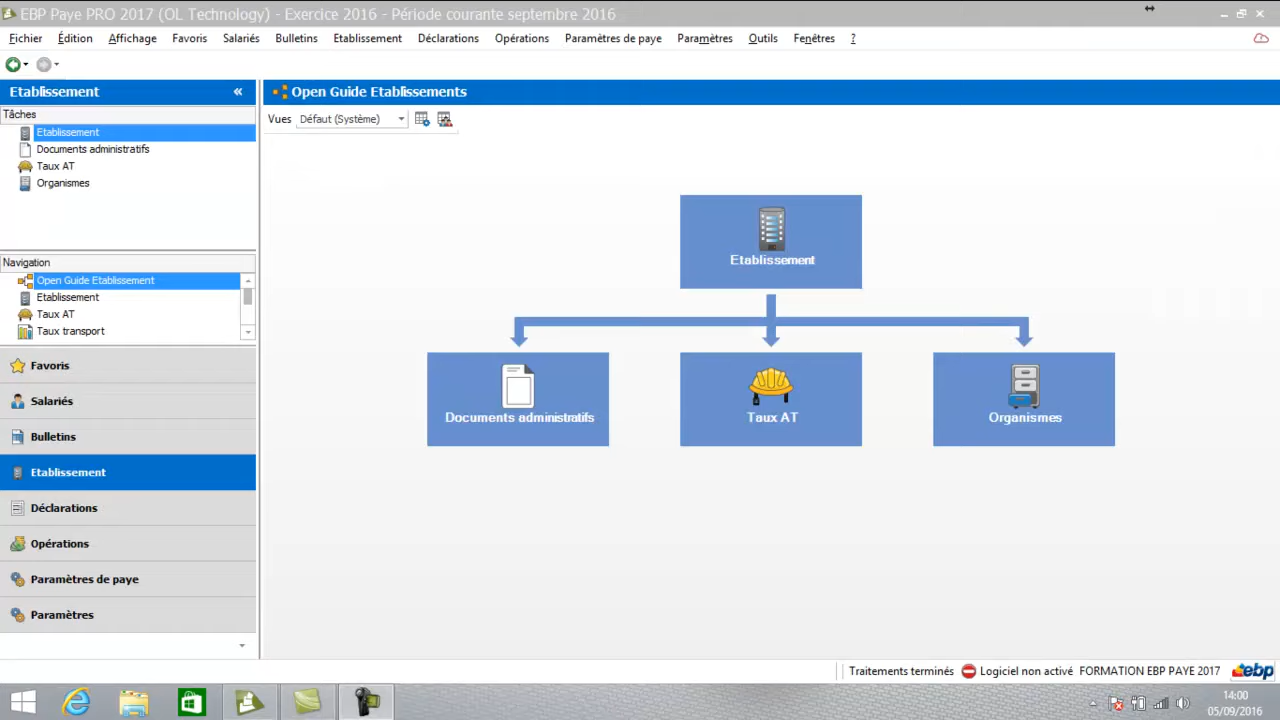 EBP Paye PRO 2017 (OL Technology) - Exercice 2016 - Période courante septembre 2016
Fichier Édition Affichage Favoris Salariés Bulletins Etablissement Déclarations Opérations Paramètres de paye Paramètres Outils Fenêtres ?
Etablissement «
Tâches
Etablissement
Documents administratifs
Taux AT
Organismes
Navigation
Open Guide Etablissement
Etablissement
Taux AT
Taux transport
Favoris
Salariés
Bulletins
Etablissement
Déclarations
Opérations
Paramètres de paye
Paramètres
Open Guide Etablissements
Vues Défaut (Système)
Etablissement
Documents administratifs
Taux AT
Organismes
Traitements terminés Logiciel non activé FORMATION EBP PAYE 2017 ebp
14:00
05/09/2016